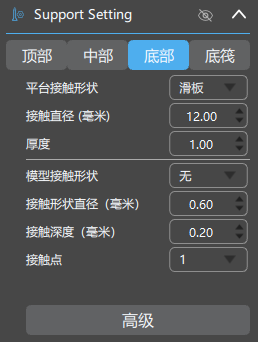 Support Setting
顶部 中部 底部 底筏
平台接触形状 滑板
接触直径 (毫米) 12.00
厚度 1.00
模型接触形状 无
接触形状直径（毫米） 0.60
接触深度（毫米） 0.20
接触点 1
高级